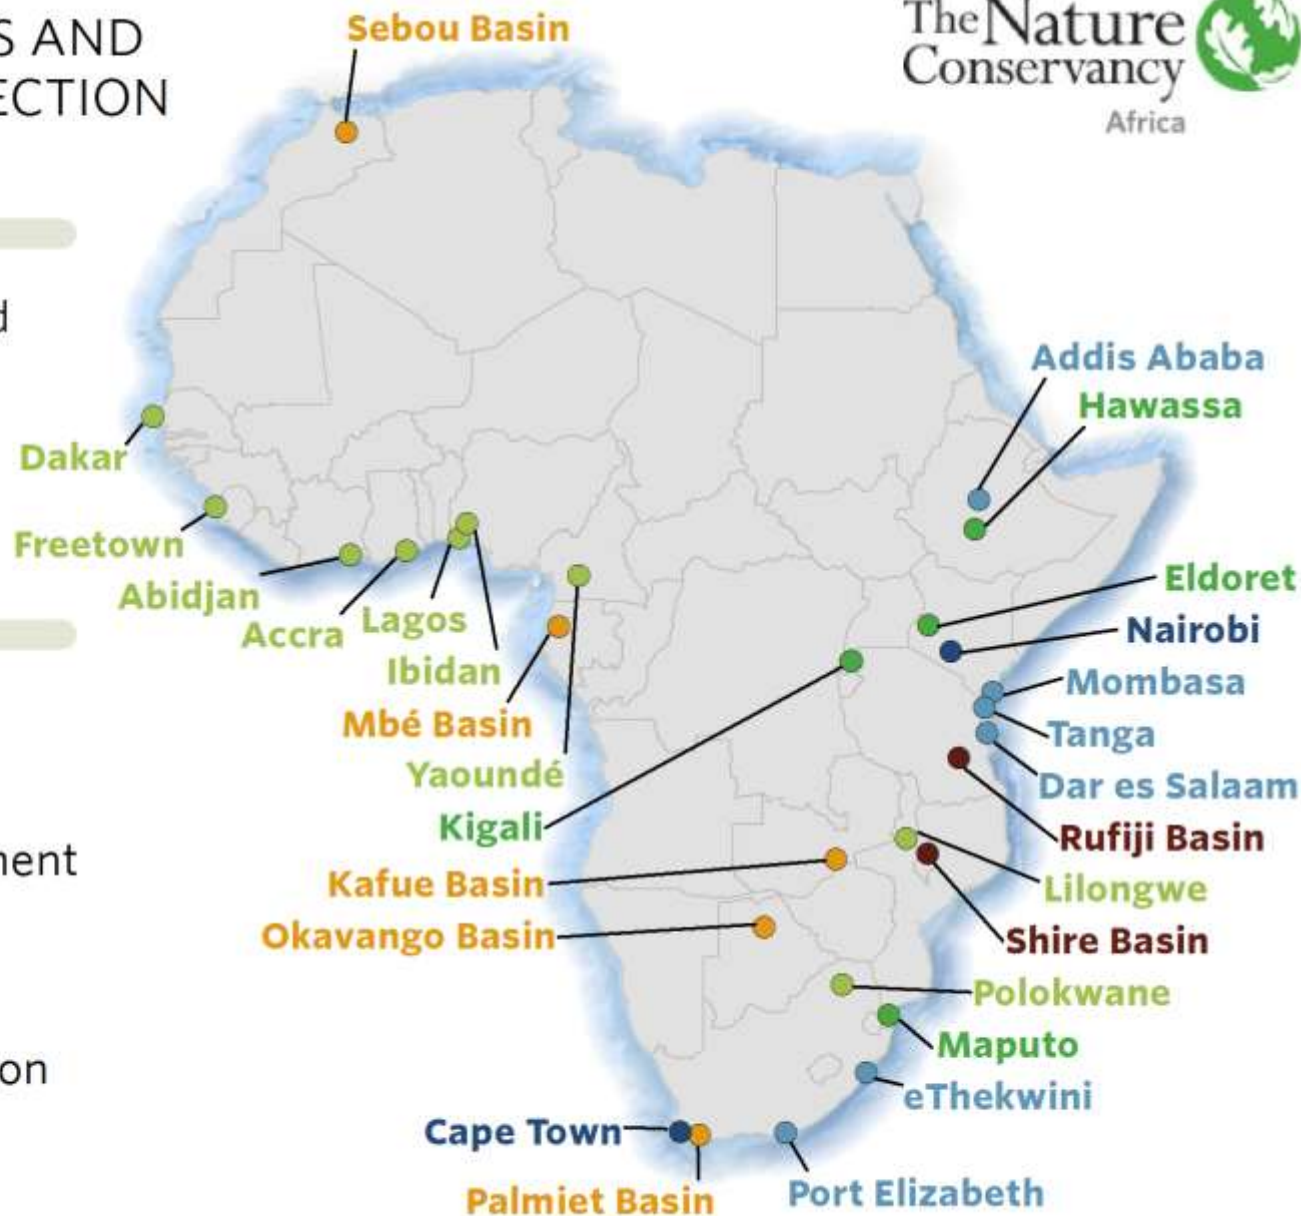 S AND
ECTION
Sebou Basin
The Nature
Conservancy
Africa
d
Addis Ababa
Hawassa
Dakar
Freetown
Abidjan
Accra
Lagos
Ibidan
Eldoret
Nairobi
Mombasa
Tanga
Dar es Salaam
Mbé Basin
Yaoundé
Kigali
Rufiji Basin
nent
Kafue Basin
Lilongwe
Okavango Basin
Shire Basin
Polokwane
Maputo
on
eThekwini
Cape Town
Palmiet Basin
Port Elizabeth